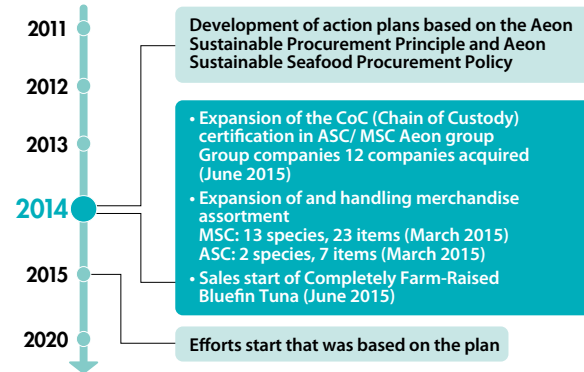 2011
2012
2013
2014
2015
2020
Development of action plans based on the Aeon
Sustainable Procurement Principle and Aeon
Sustainable Seafood Procurement Policy
• Expansion of the CoC (Chain of Custody)
certification in ASC/ MSC Aeon group
Group companies 12 companies acquired
(June 2015)
• Expansion of and handling merchandise
assortment
MSC: 13 species, 23 items (March 2015)
ASC: 2 species, 7 items (March 2015)
• Sales start of Completely Farm-Raised
Bluefin Tuna (June 2015)
Efforts start that was based on the plan